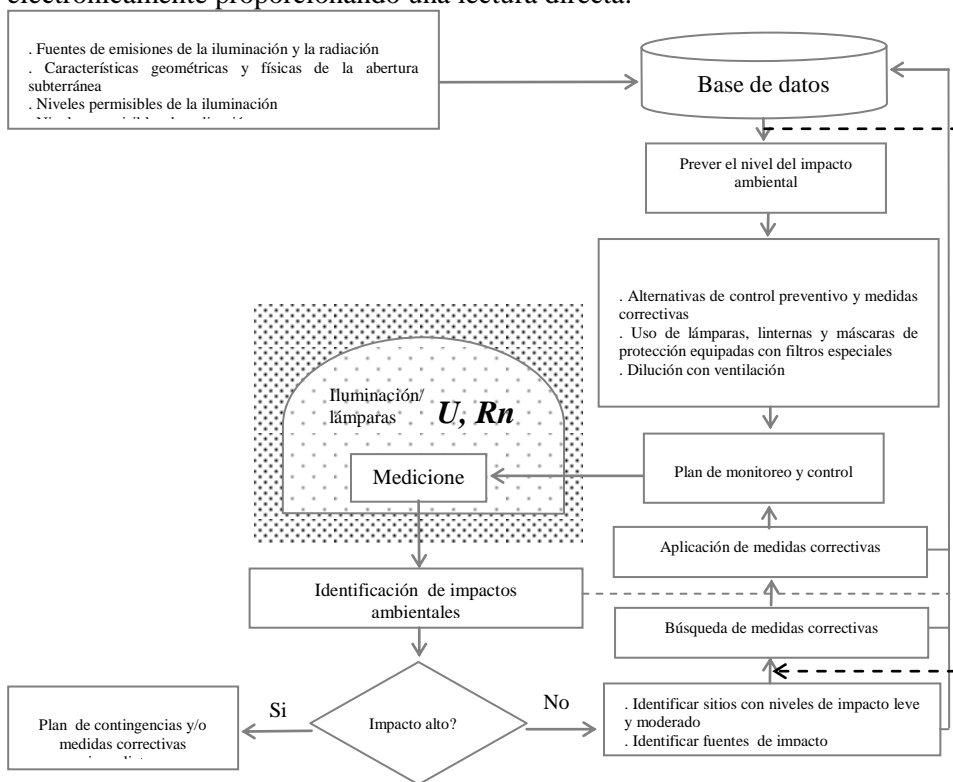 electrónicamente proporcionando una lectura directa.
. Fuentes de emisiones de la iluminación y la radiación
. Características geométricas y físicas de la abertura
subterránea
. Niveles permisibles de la iluminación
Base de datos
Prever el nivel del impacto
ambiental
. Alternativas de control preventivo y medidas
correctivas
. Uso de lámparas, linternas y máscaras de
protección equipadas con filtros especiales
. Dilución con ventilación
Iluminación/
lámparas
U, Rn
Medicione
Plan de monitoreo y control
Aplicación de medidas correctivas
Identificación de impactos
ambientales
Búsqueda de medidas correctivas
Plan de contingencias y/o
medidas correctivas
Si
Impacto alto?
No
. Identificar sitios con niveles de impacto leve
y moderado
. Identificar fuentes de impacto